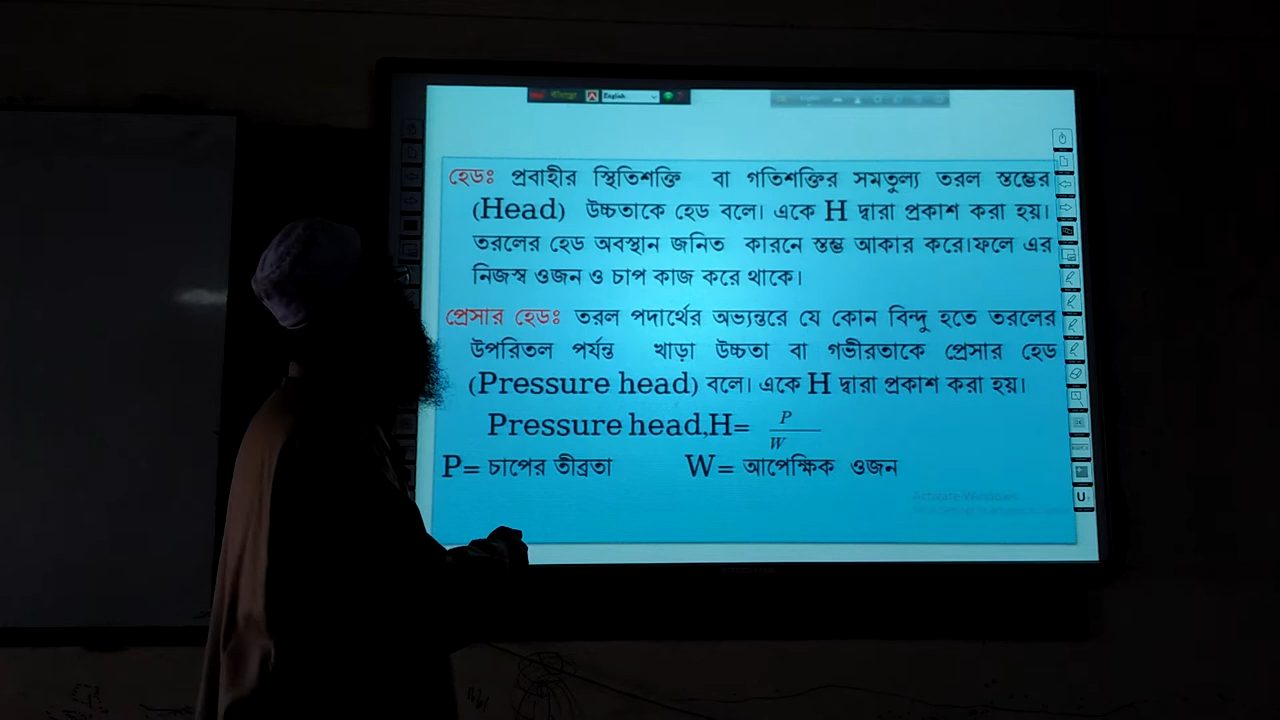 English
হেডঃ প্রবাহীর স্থিতিশক্তি বা গতিশক্তির সমতুল্য তরল স্তম্ভের
(Head) উচ্চতাকে হেড বলে। একে H দ্বারা প্রকাশ করা হয়।
তরলের হেড অবস্থান জনিত কারনে স্তম্ভ আকার করে।ফলে এর
নিজস্ব ওজন ও চাপ কাজ করে থাকে।
প্রেসার হেডঃ তরল পদার্থের অভ্যন্তরে যে কোন বিন্দু হতে তরলের
উপরিতল পর্যন্ত খাড়া উচ্চতা বা গভীরতাকে প্রেসার হেড
(Pressure head) বলে। একে H দ্বারা প্রকাশ করা হয়।
Pressure head,H= P/W
P= চাপের তীব্রতা W= আপেক্ষিক ওজন
Activate Windows